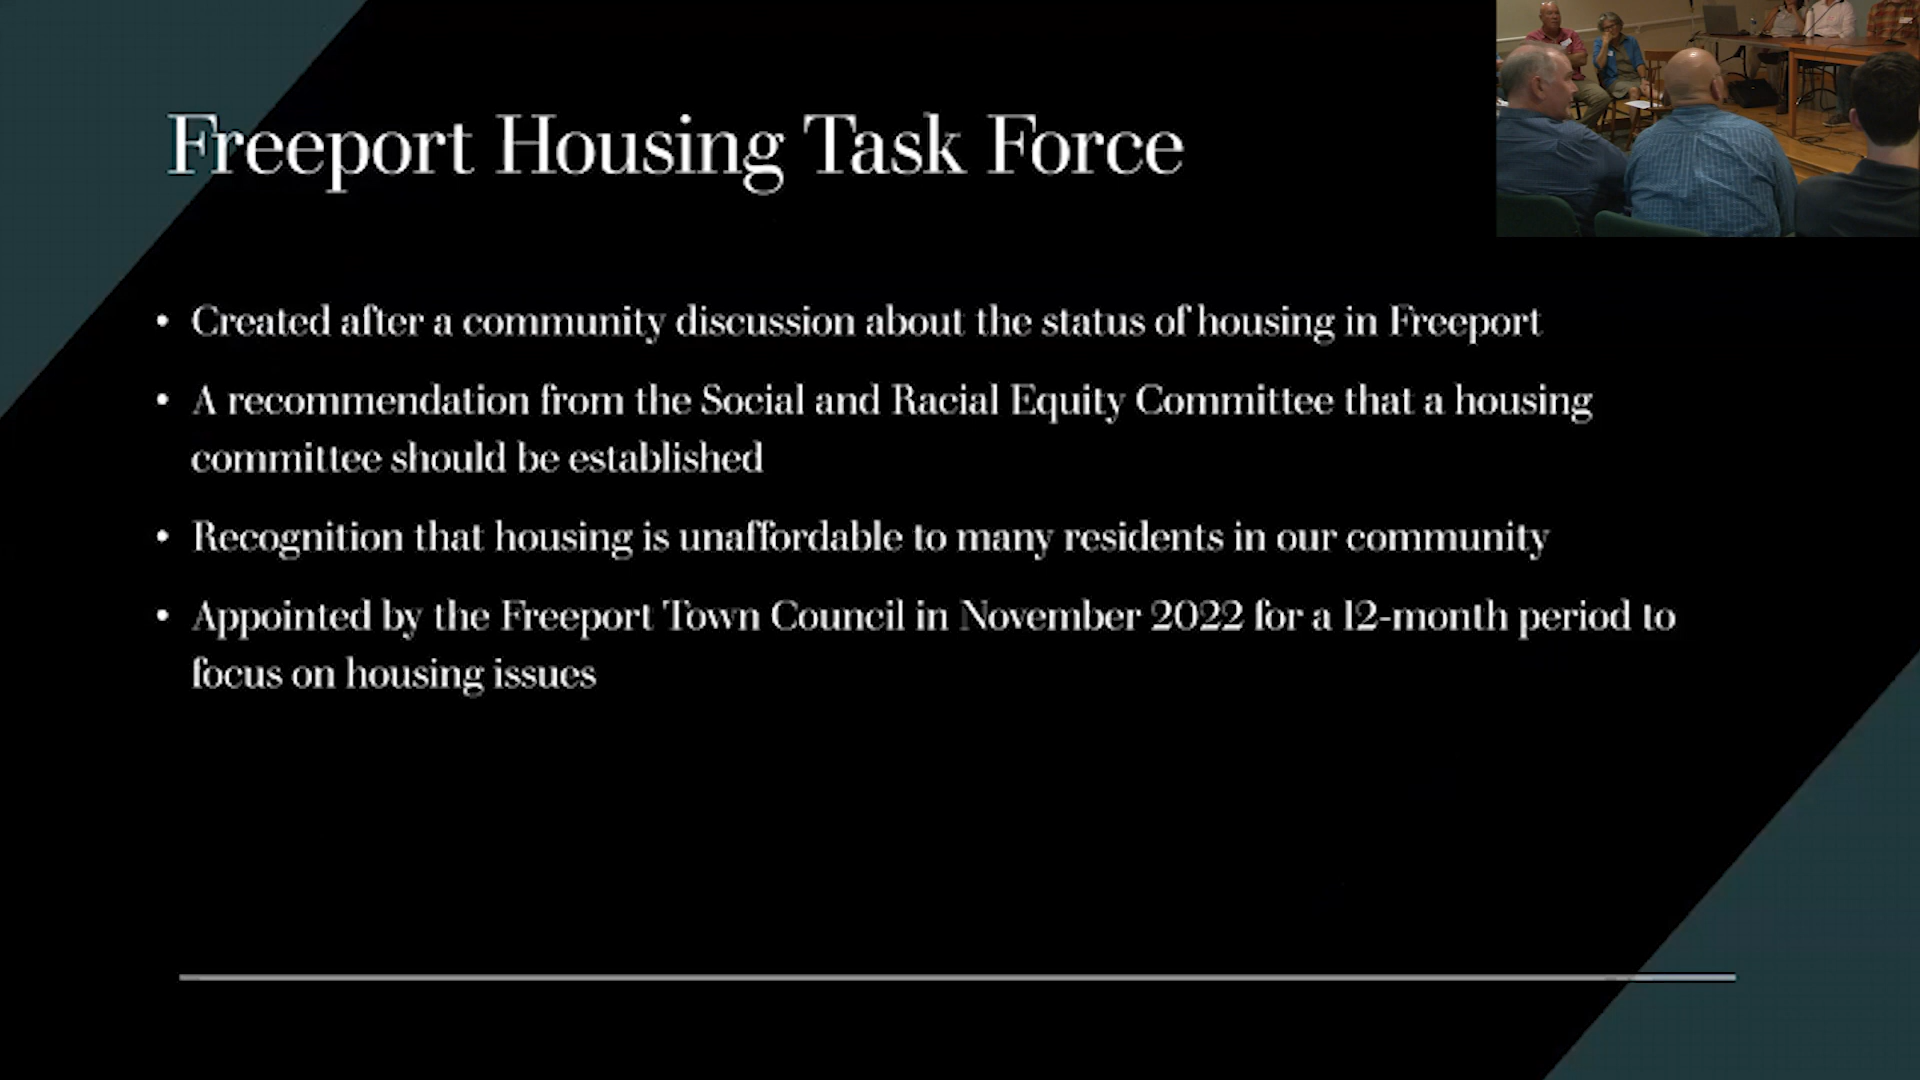 Freeport Housing Task Force
• Created after a community discussion about the status of housing in Freeport
• A recommendation from the Social and Racial Equity Committee that a housing
committee should be established
• Recognition that housing is unaffordable to many residents in our community
• Appointed by the Freeport Town Council in November 2022 for a 12-month period to
focus on housing issues